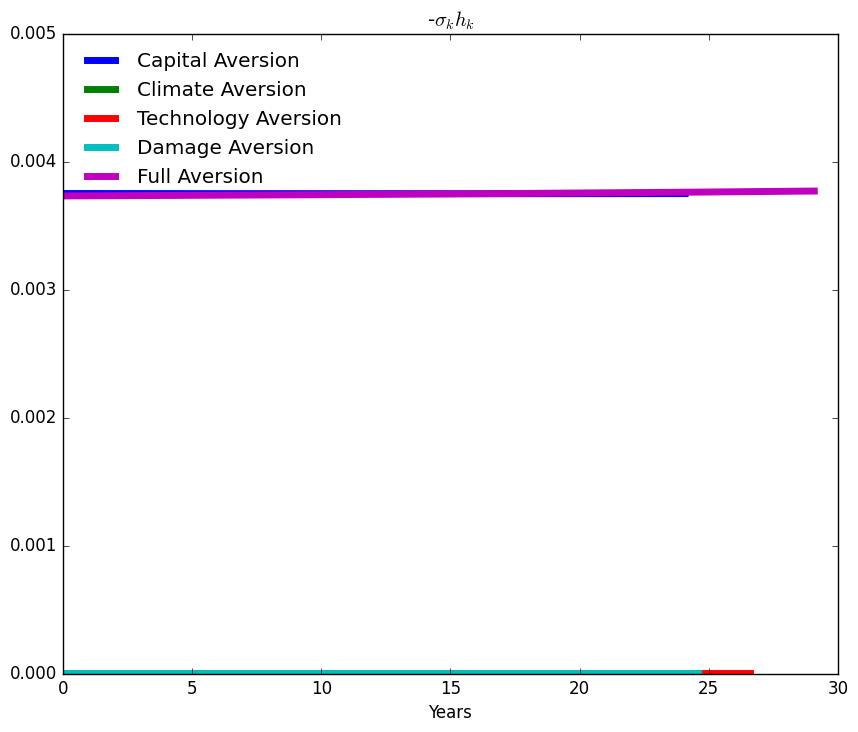 -σₖhₖ
0.005
Capital Aversion
Climate Aversion
Technology Aversion
Damage Aversion
Full Aversion
0.004
0.003
0.002
0.001
0.000
0 5 10 15 20 25 30
Years